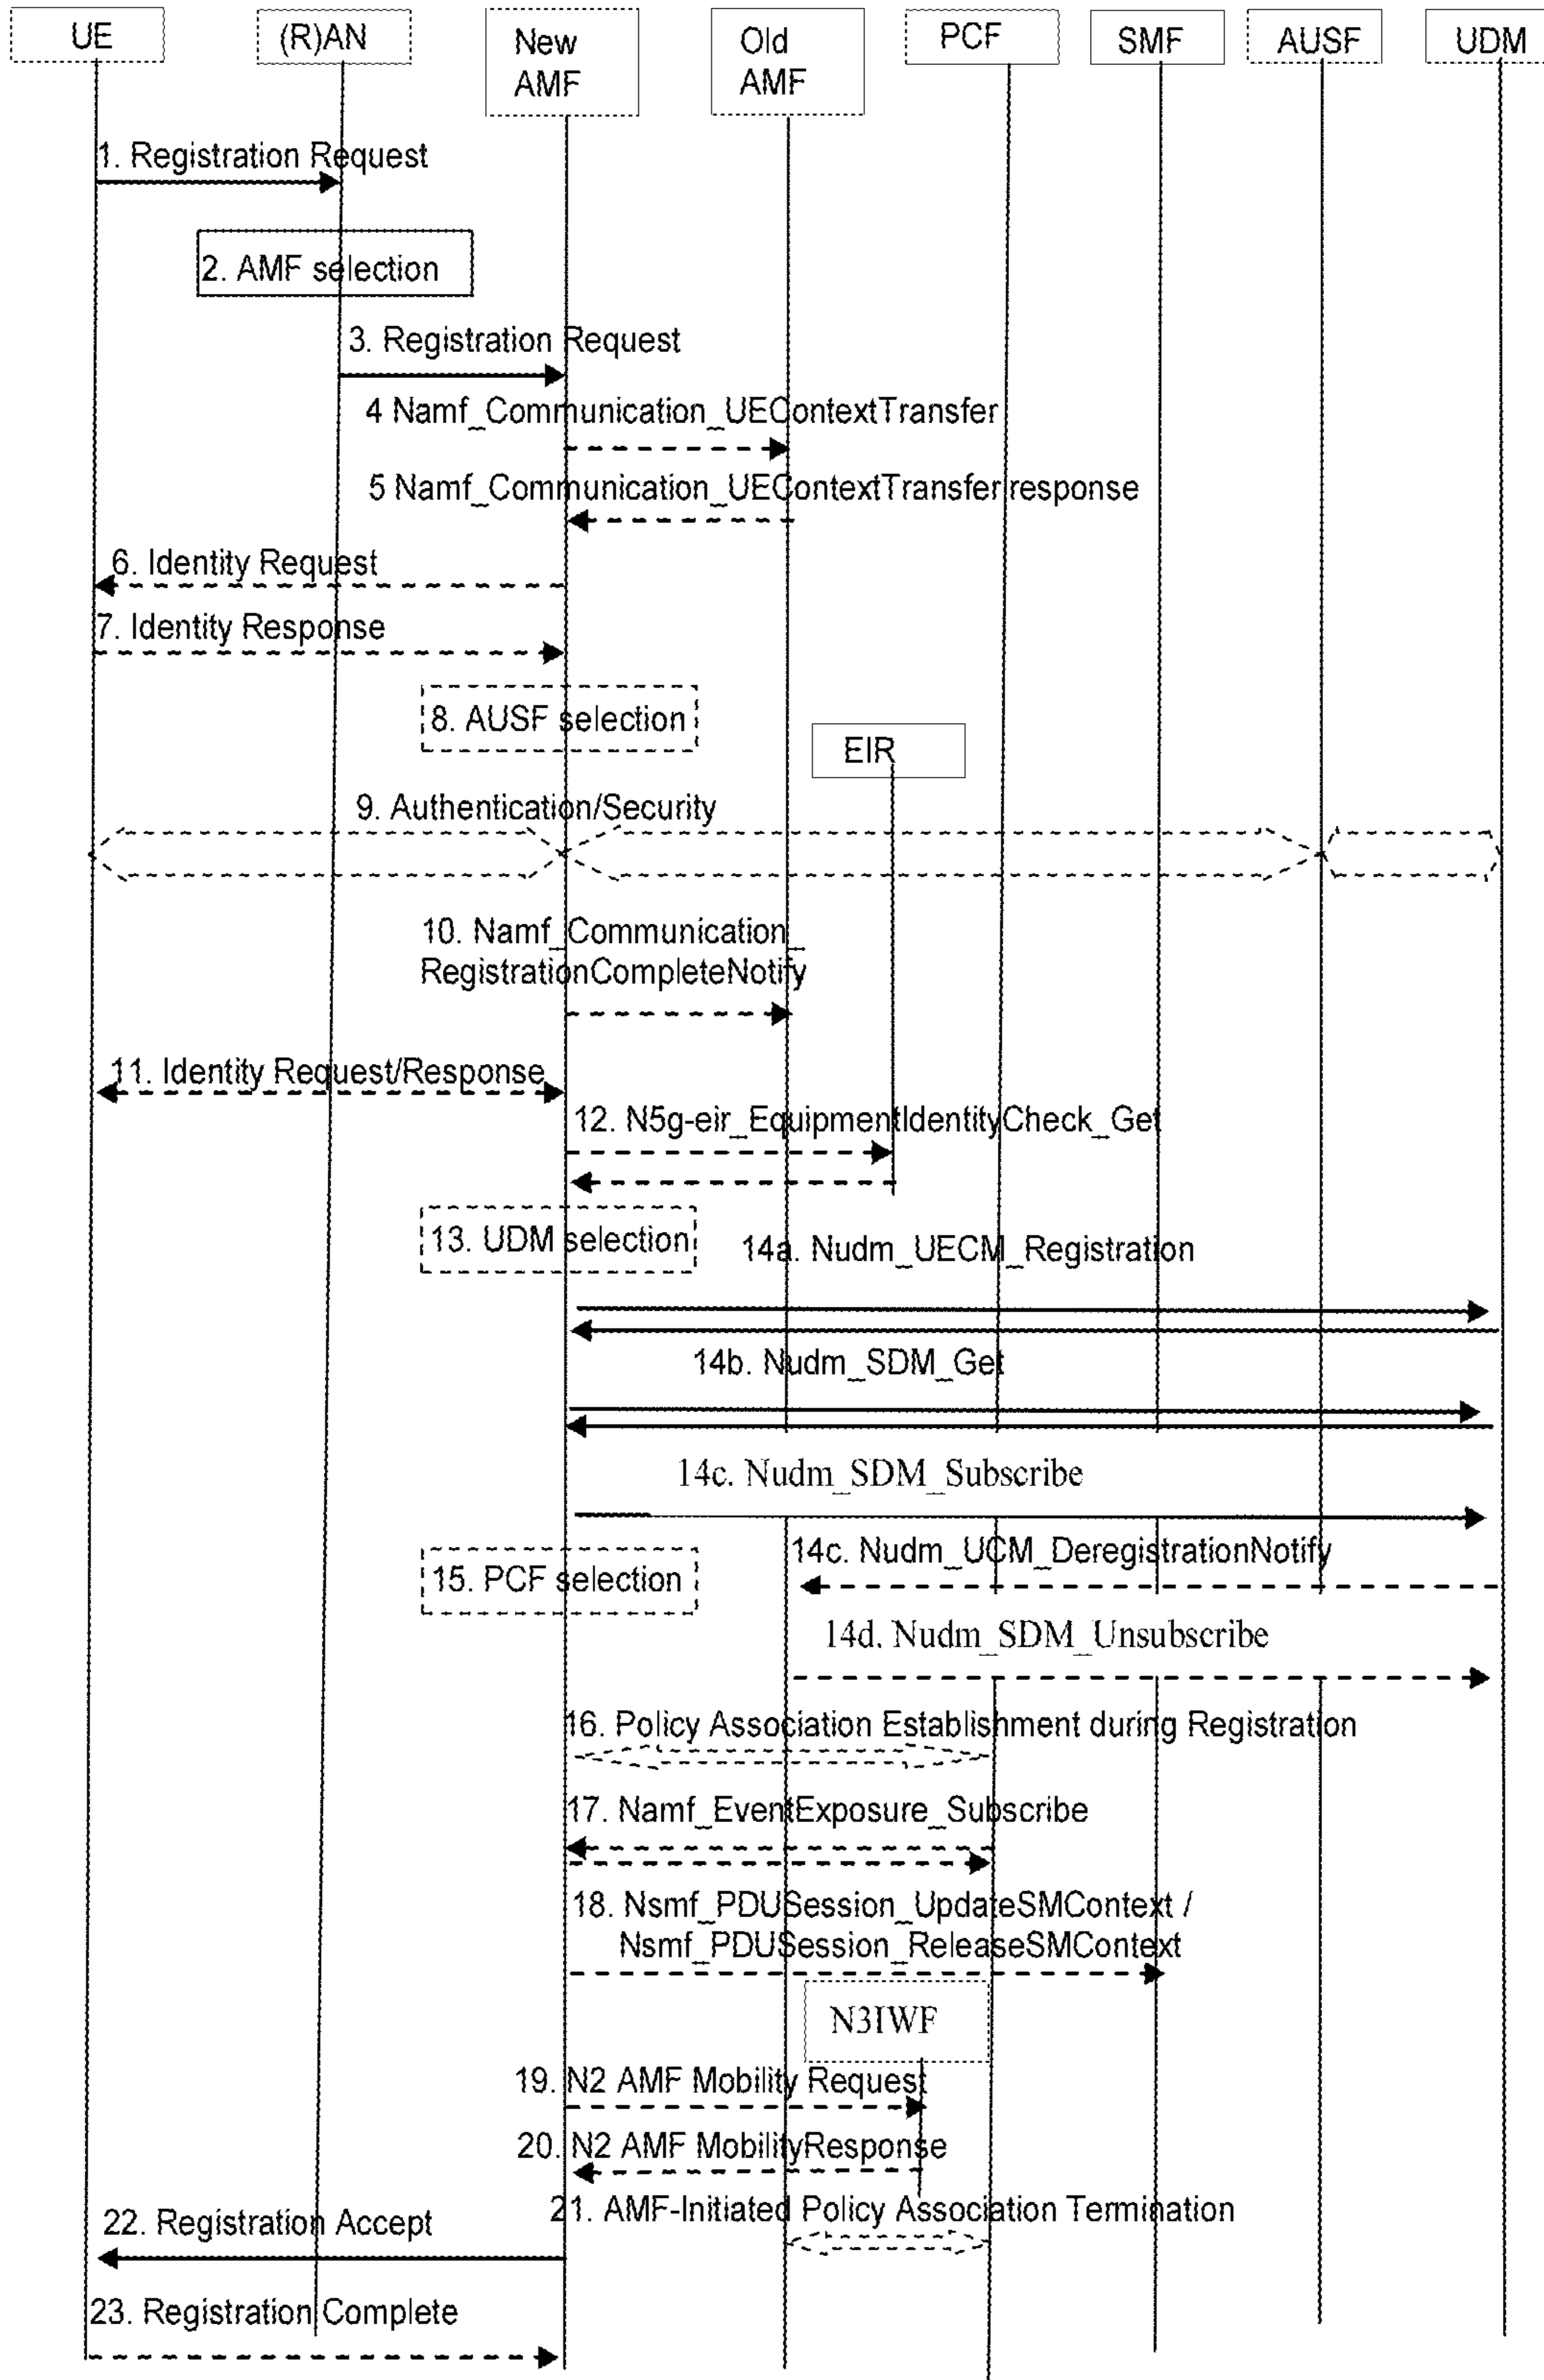 UE
(R)AN
New
AMF
Old
AMF
PCF
SMF
AUSF
UDM
1. Registration Request
2. AMF selection
3. Registration Request
4 Namf_Communication_UEContextTransfer
5 Namf_Communication_UEContextTransfer response
6. Identity Request
7. Identity Response
8. AUSF selection
EIR
9. Authentication/Security
10. Namf_Communication_
RegistrationCompleteNotify
11. Identity Request/Response
12. N5g-eir_EquipmentIdentityCheck_Get
13. UDM selection
14a. Nudm_UECM_Registration
14b. Nudm_SDM_Get
14c. Nudm_SDM_Subscribe
14c. Nudm_UCM_DeregistrationNotify
15. PCF selection
14d. Nudm_SDM_Unsubscribe
16. Policy Association Establishment during Registration
17. Namf_EventExposure_Subscribe
18. Nsmf_PDUSession_UpdateSMContext /
Nsmf_PDUSession_ReleaseSMContext
N3IWF
19. N2 AMF Mobility Request
20. N2 AMF MobilityResponse
21. AMF-Initiated Policy Association Termination
22. Registration Accept
23. Registration Complete